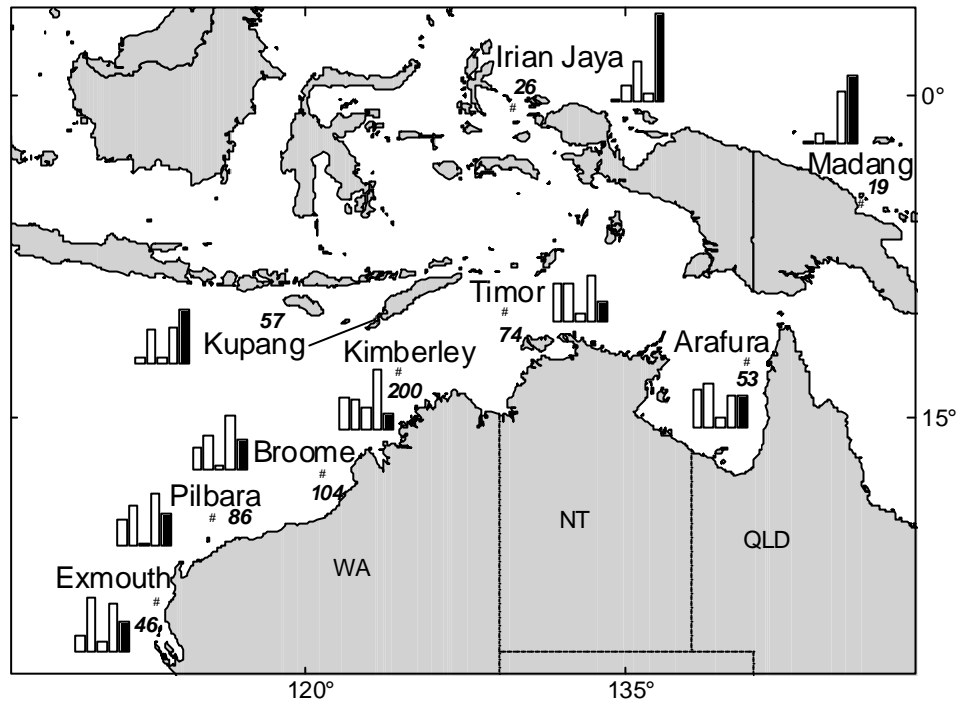 Irian Jaya
26
#
0°
Madang
19
#
Timor
#
74
57
Kupang
Kimberley
#
200
Arafura
#
53
15°
Broome
#
104
Pilbara
#
86
NT
QLD
WA
Exmouth
#
46
120°
135°